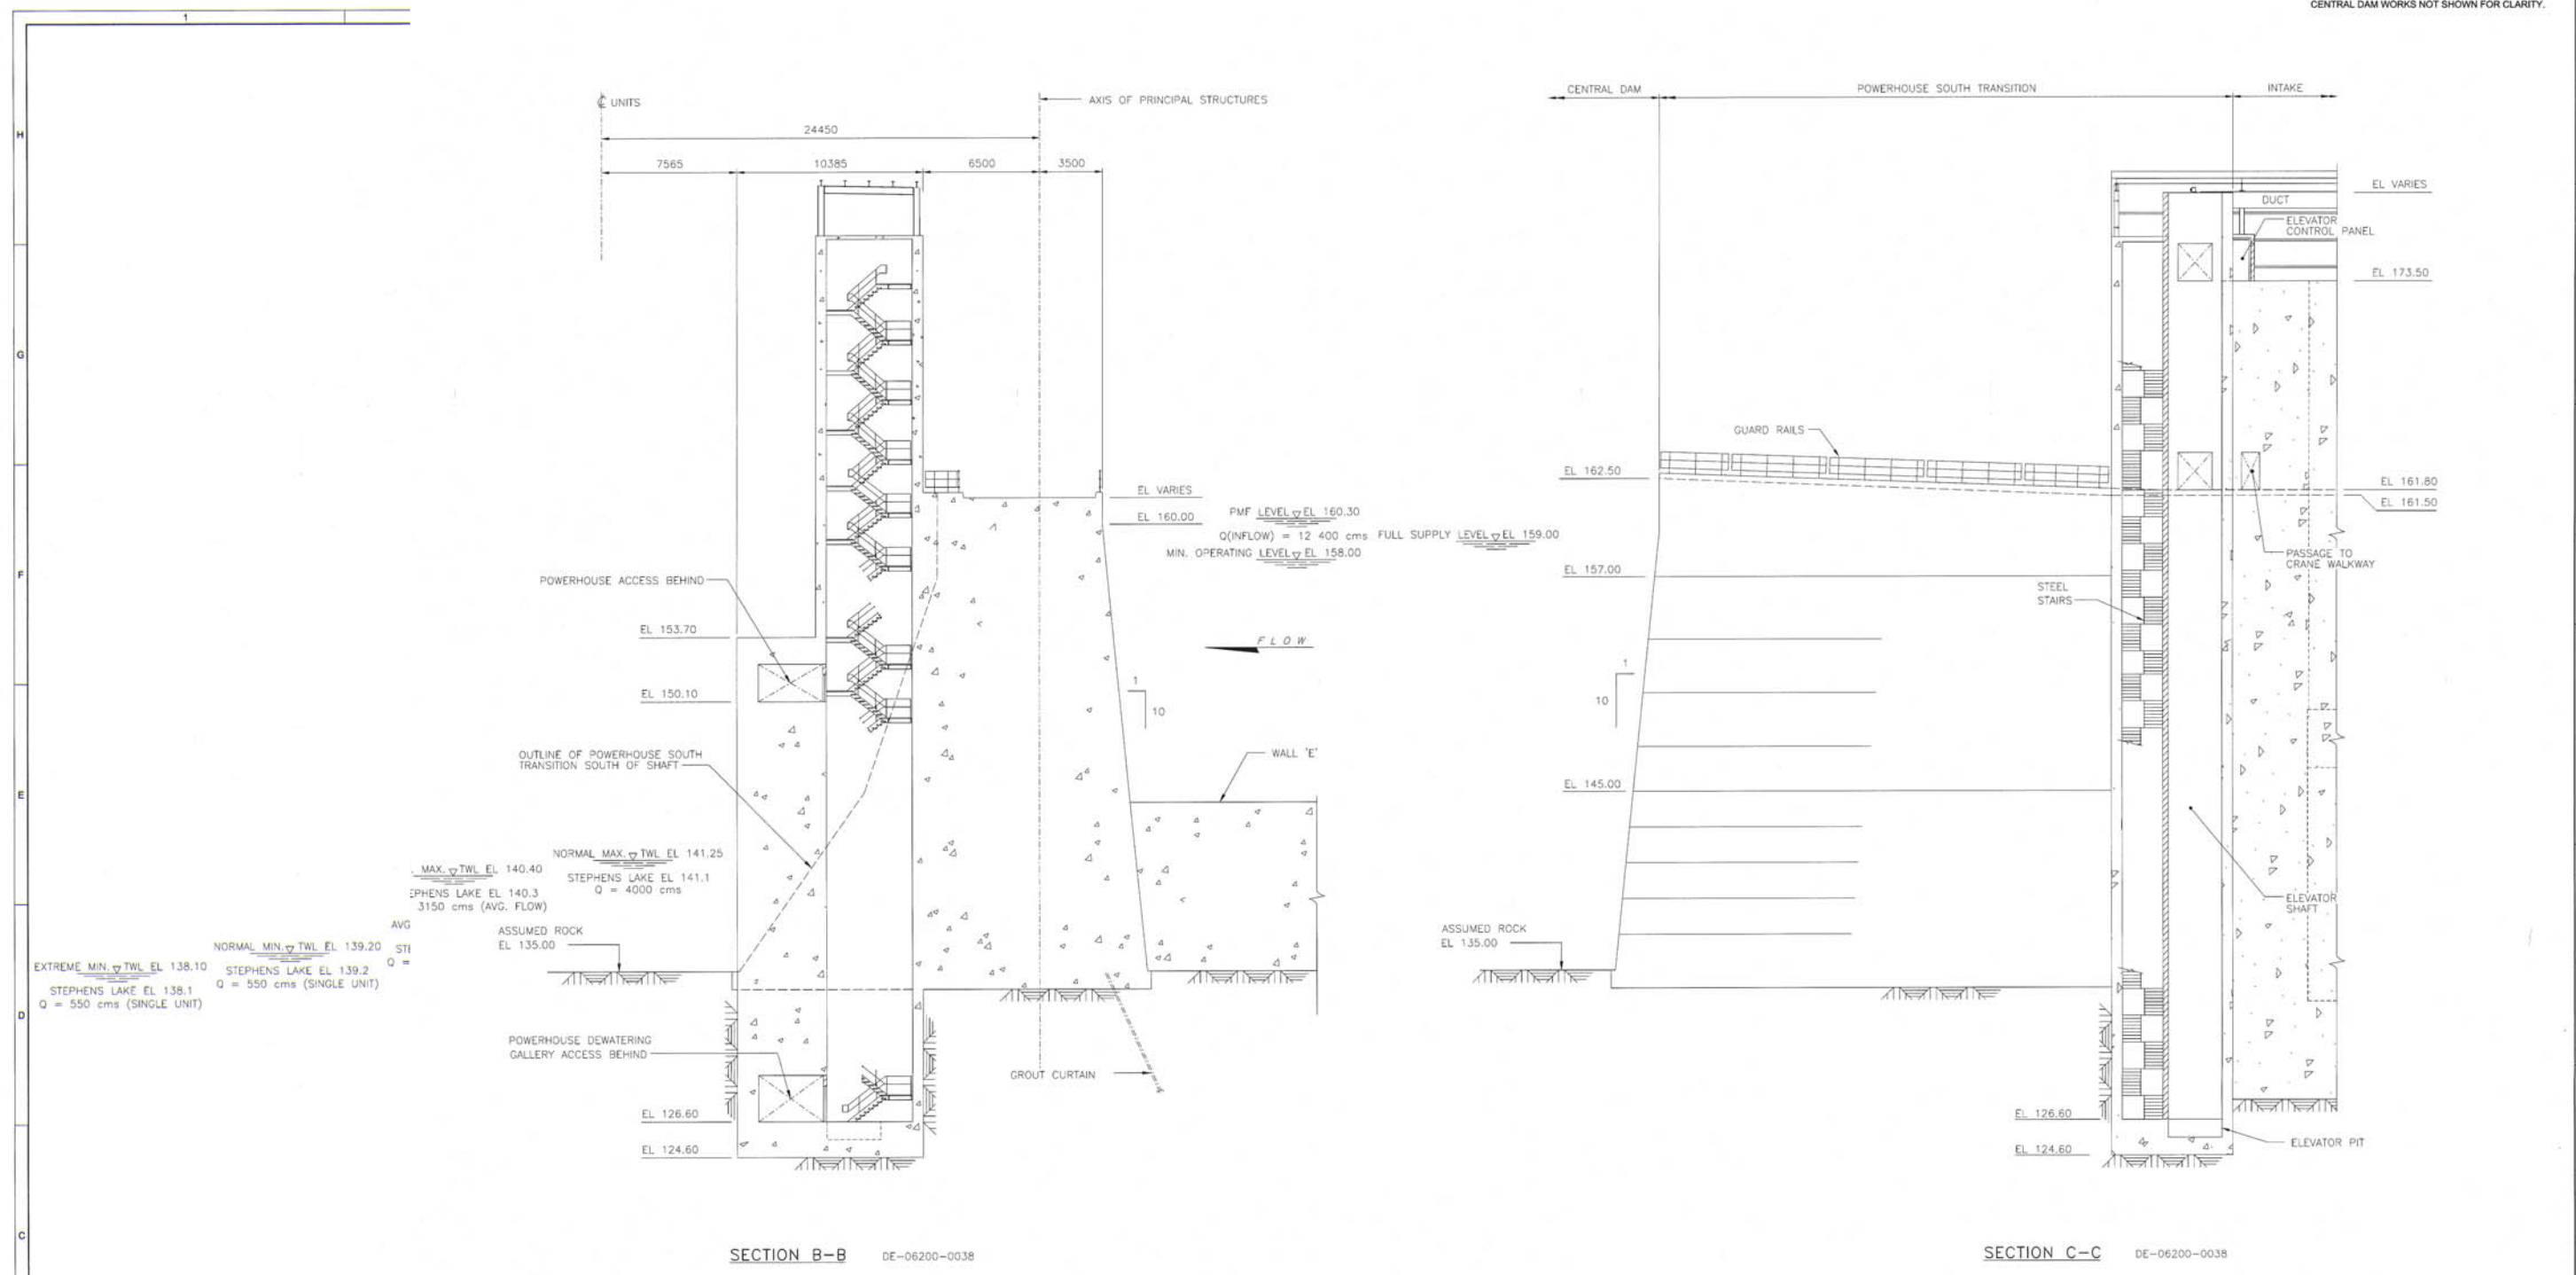 1
CENTRAL DAM WORKS NOT SHOWN FOR CLARITY.
H
G
F
E
D
C
℄ UNITS
AXIS OF PRINCIPAL STRUCTURES
24450
7565
10385
6500
3500
EL VARIES
EL 160.00
PMF LEVEL EL 160.30
Q(INFLOW) = 12 400 cms
FULL SUPPLY LEVEL EL 159.00
MIN. OPERATING LEVEL EL 158.00
POWERHOUSE ACCESS BEHIND
EL 153.70
FLOW
EL 150.10
1
10
OUTLINE OF POWERHOUSE SOUTH
TRANSITION SOUTH OF SHAFT
WALL 'E'
NORMAL MAX. TWL EL 141.25
STEPHENS LAKE EL 141.1
Q = 4000 cms
. MAX. TWL EL 140.40
EPHENS LAKE EL 140.3
3150 cms (AVG. FLOW)
AVG
STE
Q =
NORMAL MIN. TWL EL 139.20
STEPHENS LAKE EL 139.2
Q = 550 cms (SINGLE UNIT)
EXTREME MIN. TWL EL 138.10
STEPHENS LAKE EL 138.1
Q = 550 cms (SINGLE UNIT)
ASSUMED ROCK
EL 135.00
POWERHOUSE DEWATERING
GALLERY ACCESS BEHIND
GROUT CURTAIN
EL 126.60
EL 124.60
SECTION B-B DE-06200-0038
CENTRAL DAM
POWERHOUSE SOUTH TRANSITION
INTAKE
EL VARIES
DUCT
ELEVATOR
CONTROL PANEL
EL 173.50
GUARD RAILS
EL 162.50
EL 161.80
EL 161.50
PASSAGE TO
CRANE WALKWAY
EL 157.00
STEEL
STAIRS
1
10
EL 145.00
ELEVATOR
SHAFT
ASSUMED ROCK
EL 135.00
EL 126.60
EL 124.60
ELEVATOR PIT
SECTION C-C DE-06200-0038